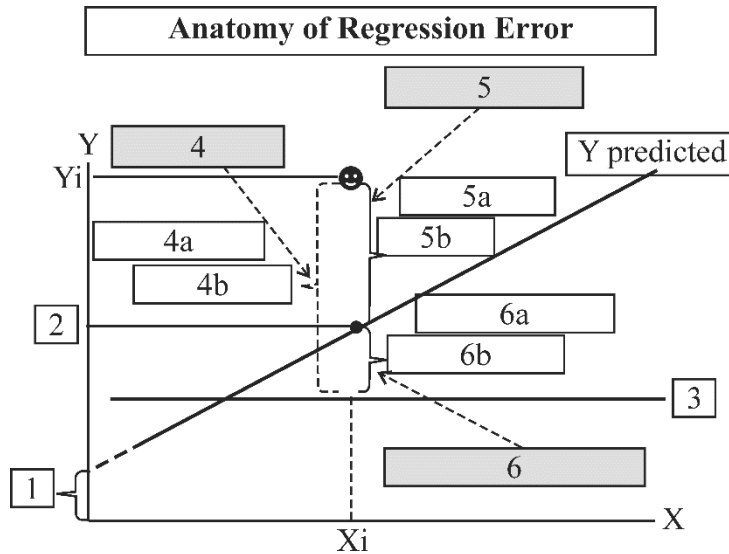 Anatomy of Regression Error
5
4
Y
Y predicted
Yi
5a
4a
5b
4b
2
6a
6b
3
6
1
X
Xi